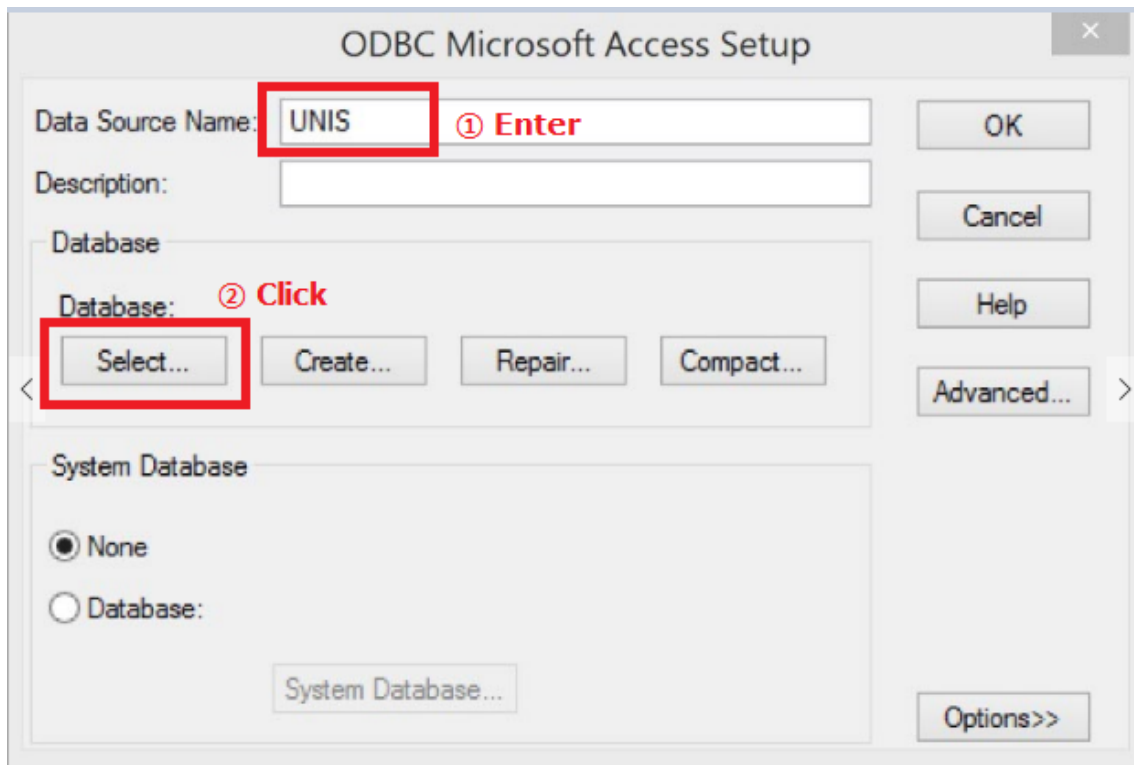 ODBC Microsoft Access Setup
Data Source Name: UNIS ① Enter
OK
Description:
Cancel
Database
Database: ② Click
Help
Select... Create... Repair... Compact...
Advanced...
System Database
None
Database:
System Database...
Options>>